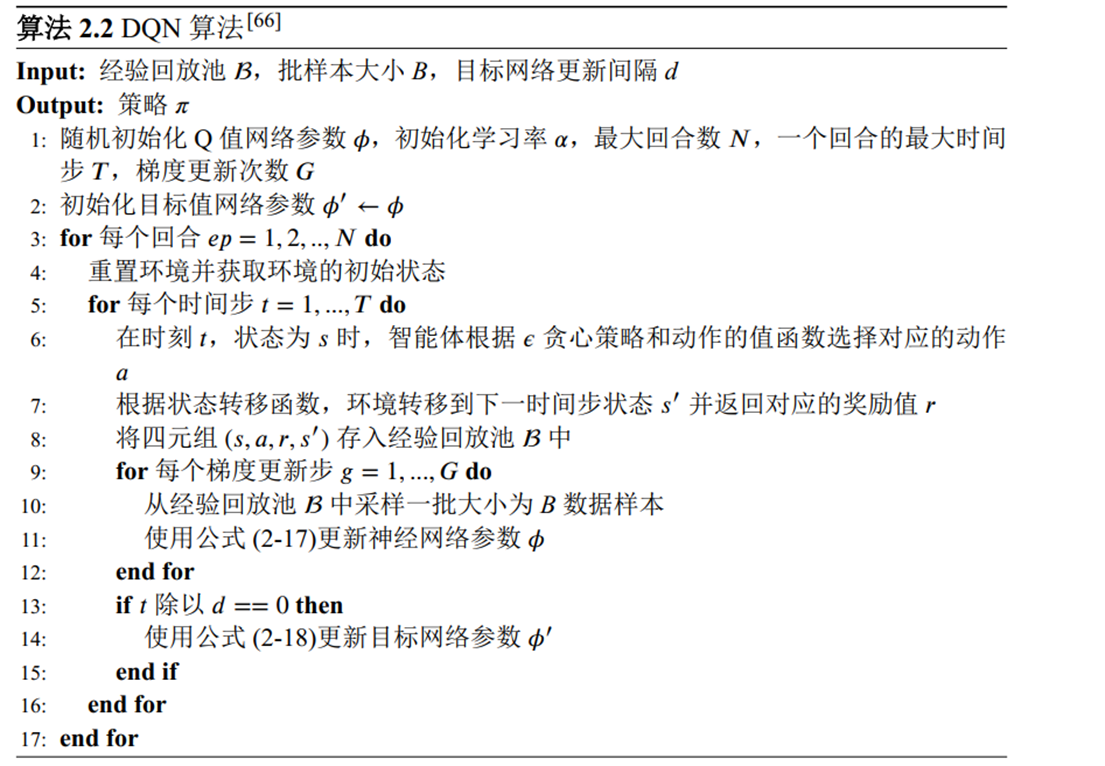 算法 2.2 DQN 算法[66]
Input: 经验回放池 ℬ，批样本大小 B，目标网络更新间隔 d
Output: 策略 π
1: 随机初始化 Q 值网络参数 ϕ，初始化学习率 α，最大回合数 N，一个回合的最大时间
步 T，梯度更新次数 G
2: 初始化目标值网络参数 ϕ′ ← ϕ
3: for 每个回合 ep = 1, 2, .., N do
4: 重置环境并获取环境的初始状态
5: for 每个时间步 t = 1, ..., T do
6: 在时刻 t，状态为 s 时，智能体根据 ϵ 贪心策略和动作的值函数选择对应的动作
a
7: 根据状态转移函数，环境转移到下一时间步状态 s′ 并返回对应的奖励值 r
8: 将四元组 (s, a, r, s′) 存入经验回放池 ℬ 中
9: for 每个梯度更新步 g = 1, ..., G do
10: 从经验回放池 ℬ 中采样一批大小为 B 数据样本
11: 使用公式 (2-17)更新神经网络参数 ϕ
12: end for
13: if t 除以 d == 0 then
14: 使用公式 (2-18)更新目标网络参数 ϕ′
15: end if
16: end for
17: end for